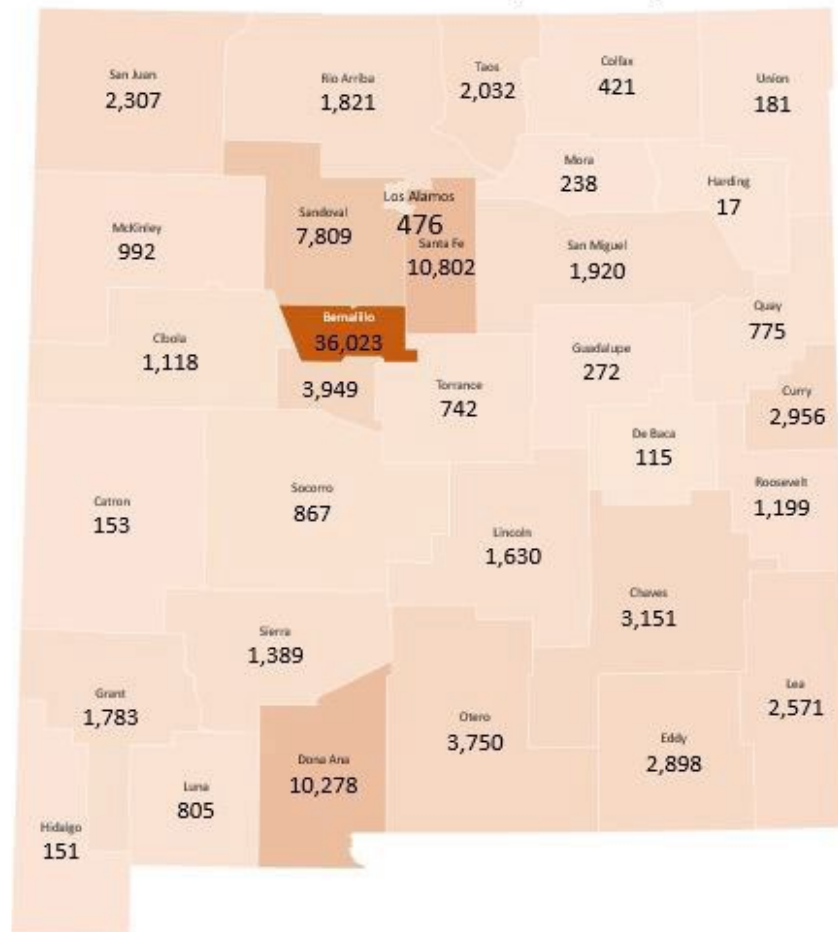 San Juan
2,307
Rio Arriba
1,821
Taos
2,032
Colfax
421
Union
181
Mora
238
Harding
17
Los Alamos
476
Sandoval
7,809
Santa Fe
10,802
McKinley
992
San Miguel
1,920
Quay
775
Bernalillo
36,023
Cibola
1,118
Guadalupe
272
3,949
Torrance
742
Curry
2,956
De Baca
115
Roosevelt
1,199
Catron
153
Socorro
867
Lincoln
1,630
Chaves
3,151
Sierra
1,389
Grant
1,783
Lea
2,571
Otero
3,750
Eddy
2,898
Dona Ana
10,278
Luna
805
Hidalgo
151